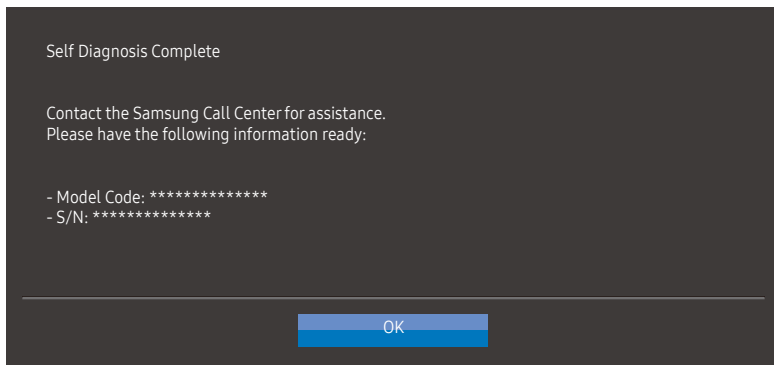 Self Diagnosis Complete
Contact the Samsung Call Center for assistance.
Please have the following information ready:
- Model Code: **************
- S/N: **************
OK